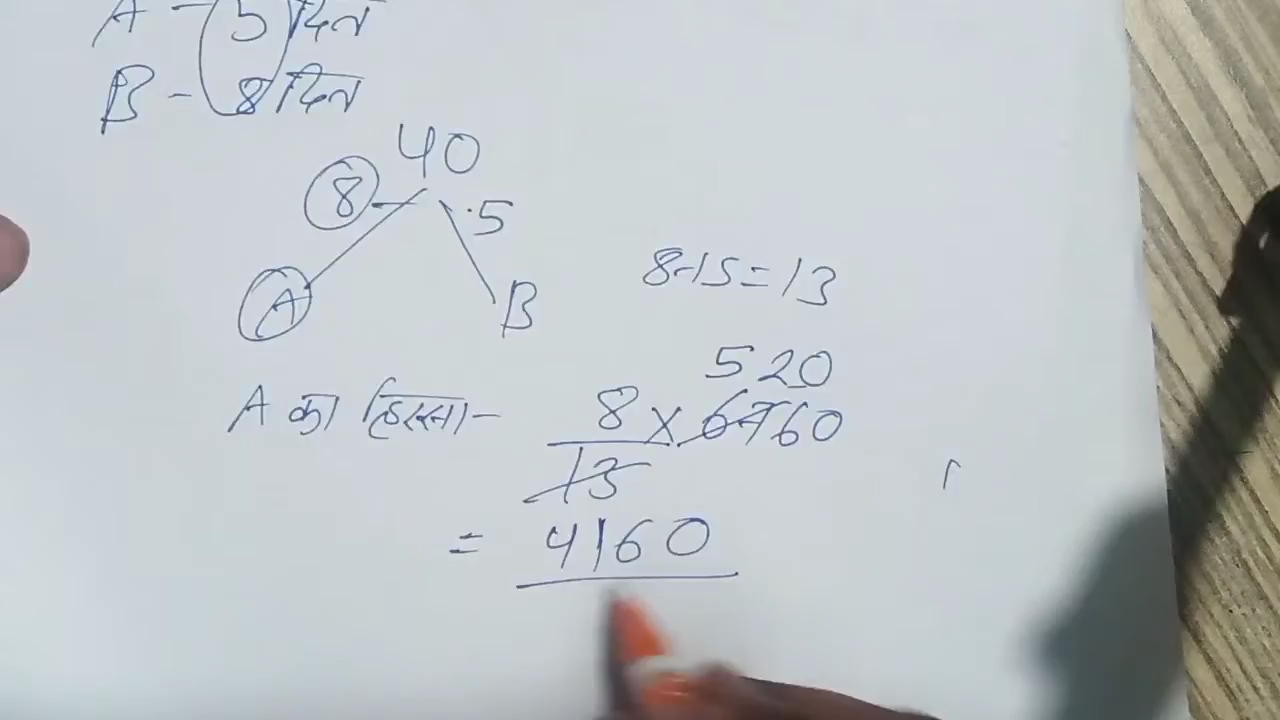 A - 5 दिन
B - 8 दिन
40
8 5
A B
8+5=13
520
A का हिस्सा - 8 × 6760
13
= 4160